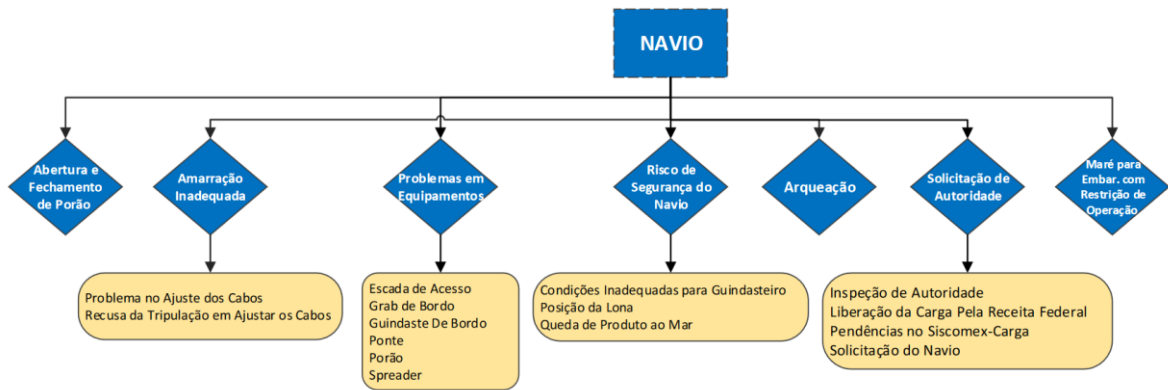 NAVIO
Abertura e
Fechamento
de Porão
Amarração
Inadequada
Problemas em
Equipamentos
Risco de
Segurança do
Navio
Arqueação
Solicitação de
Autoridade
Maré para
Embar. com
Restrição de
Operação
Problema no Ajuste dos Cabos
Recusa da Tripulação em Ajustar os Cabos
Escada de Acesso
Grab de Bordo
Guindaste De Bordo
Ponte
Porão
Spreader
Condições Inadequadas para Guindasteiro
Posição da Lona
Queda de Produto ao Mar
Inspeção de Autoridade
Liberação da Carga Pela Receita Federal
Pendências no Siscomex-Carga
Solicitação do Navio